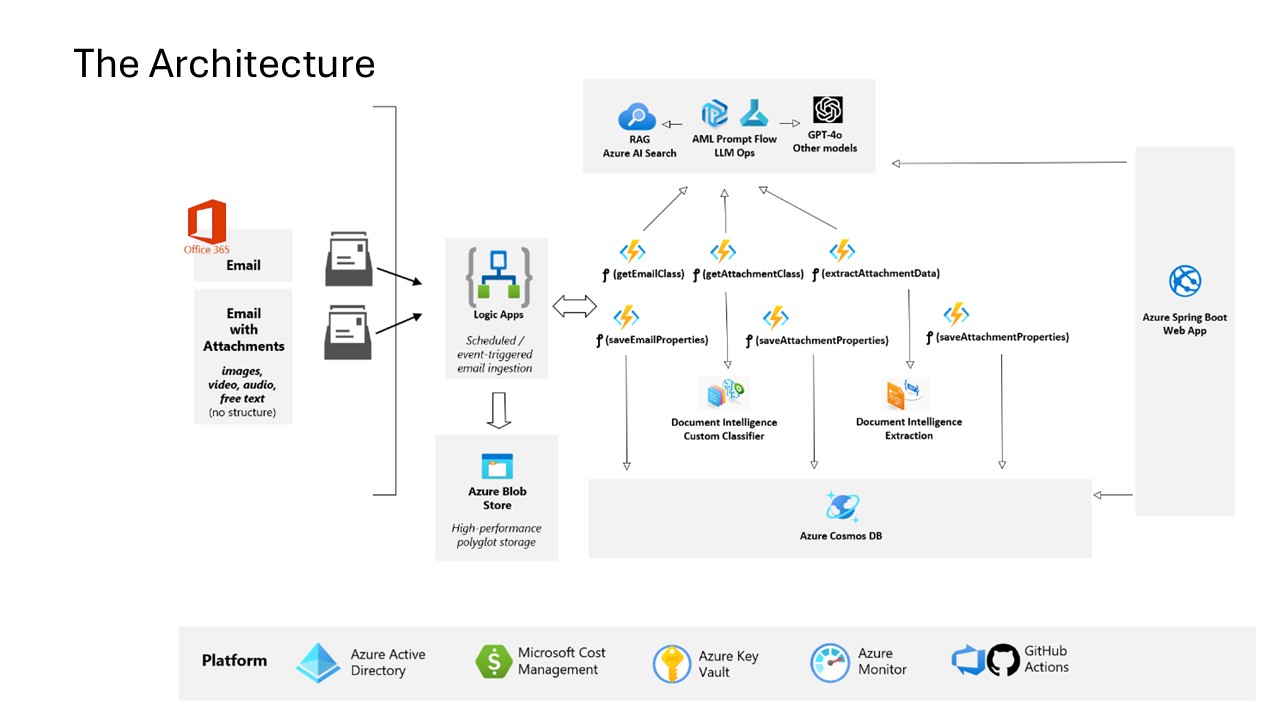 The Architecture
RAG
Azure AI Search
AML Prompt Flow
LLM Ops
GPT-4o
Other models
Office 365
Email
Email
with
Attachments
images,
video, audio,
free text
(no structure)
Logic Apps
Scheduled /
event-triggered
email ingestion
Azure Blob
Store
High-performance
polyglot storage
ƒ (getEmailClass)
ƒ (getAttachmentClass)
ƒ (extractAttachmentData)
ƒ (saveEmailProperties)
ƒ (saveAttachmentProperties)
ƒ (saveAttachmentProperties)
Document Intelligence
Custom Classifier
Document Intelligence
Extraction
Azure Cosmos DB
Azure Spring Boot
Web App
Platform
Azure Active
Directory
Microsoft Cost
Management
Azure Key
Vault
Azure
Monitor
GitHub
Actions